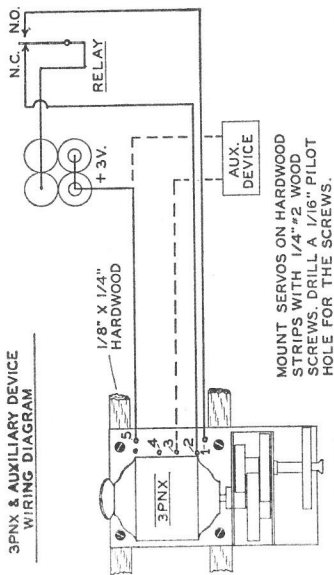 3PNX & AUXILIARY DEVICE
WIRING DIAGRAM
N.O.
N.C.
RELAY
+ 3V.
1/8" X 1/4"
HARDWOOD
AUX.
DEVICE
5
4
3
2
1
3PNX
MOUNT SERVOS ON HARDWOOD
STRIPS WITH 1/4" #2 WOOD
SCREWS. DRILL A 1/16" PILOT
HOLE FOR THE SCREWS.